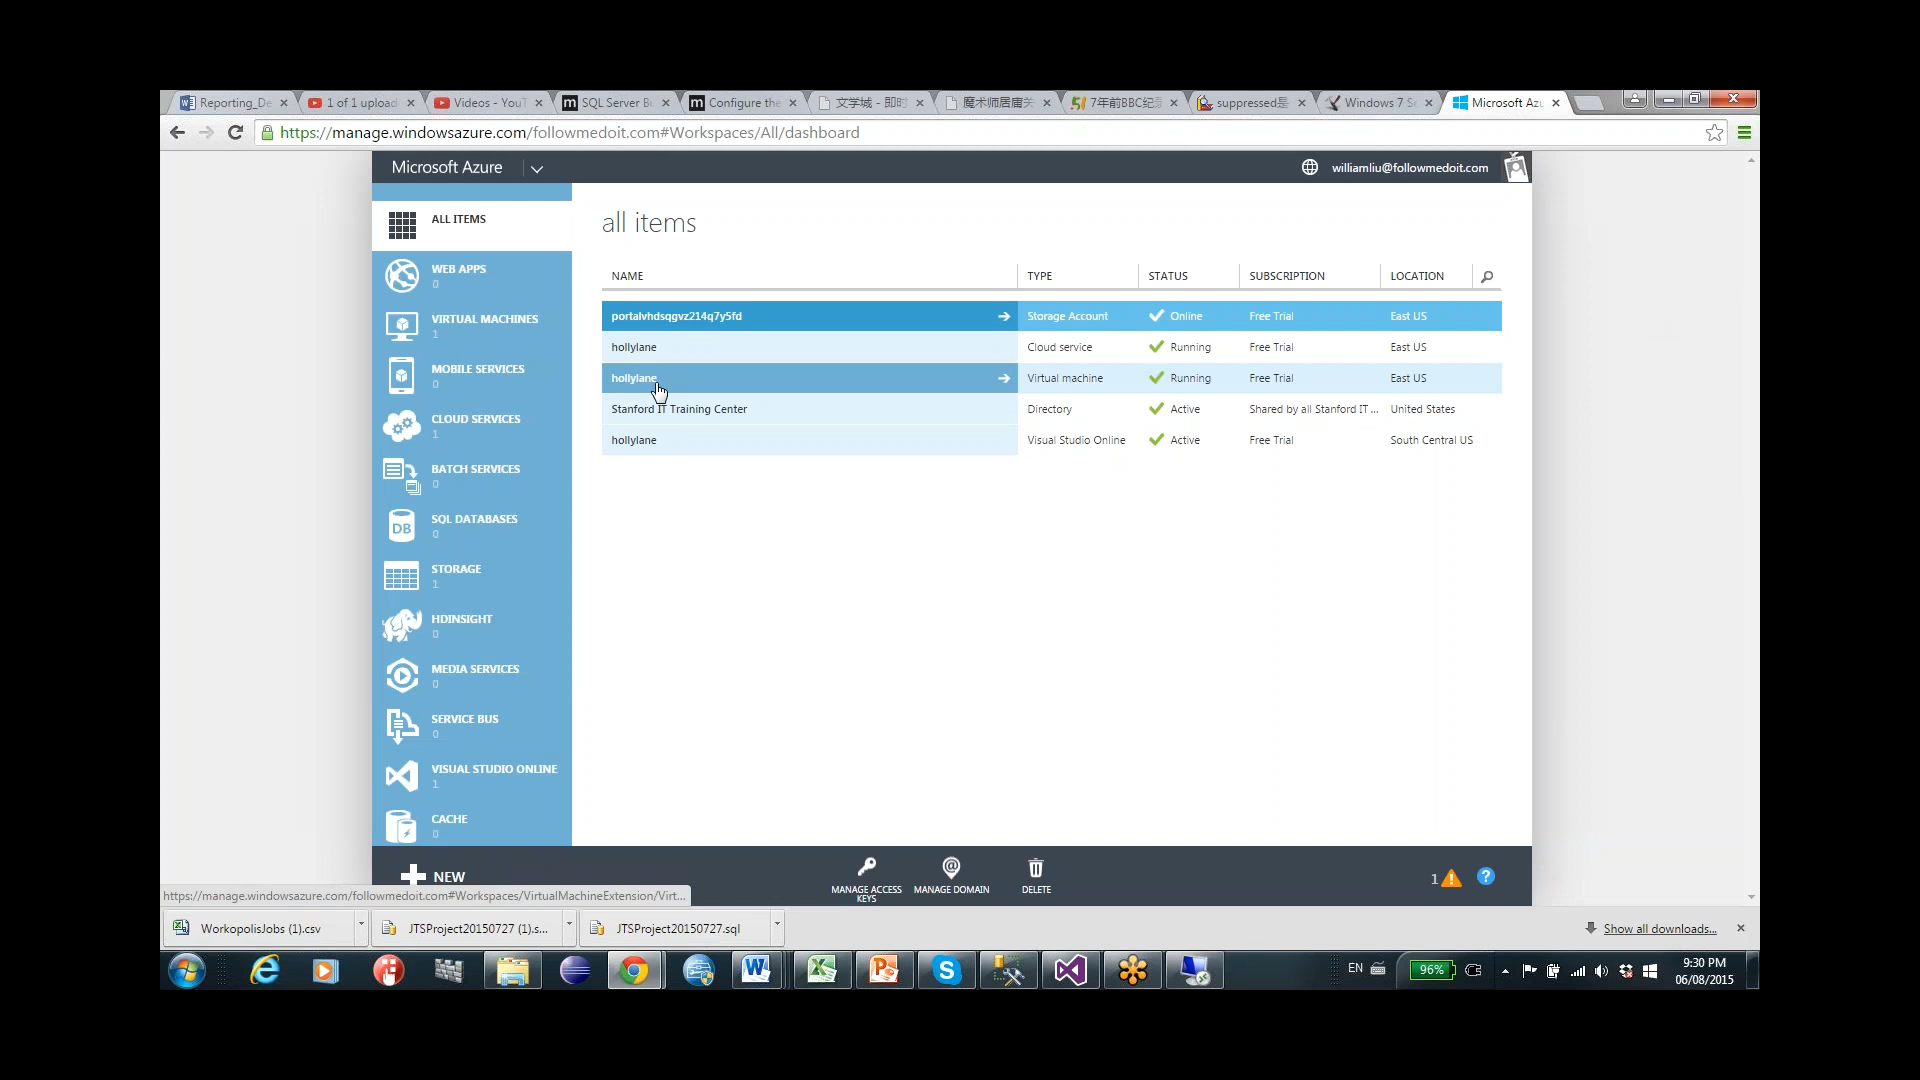 Reporting_De
1 of 1 upload
Videos - YouT
SQL Server Bu
Configure the
文学城 - 即时
魔术师居庸关
7年前BBC纪录
suppressed是
Windows 7 Se
Microsoft Azu
https://manage.windowsazure.com/followmedoit.com#Workspaces/All/dashboard
Microsoft Azure
williamliu@followmedoit.com
ALL ITEMS
WEB APPS
0
VIRTUAL MACHINES
1
MOBILE SERVICES
0
CLOUD SERVICES
1
BATCH SERVICES
0
SQL DATABASES
0
DB
STORAGE
1
HDINSIGHT
0
MEDIA SERVICES
0
SERVICE BUS
0
VISUAL STUDIO ONLINE
1
CACHE
0
all items
NAME TYPE STATUS SUBSCRIPTION LOCATION
portalvhdsqgvz214q7y5fd Storage Account Online Free Trial East US
hollylane Cloud service Running Free Trial East US
hollylane Virtual machine Running Free Trial East US
Stanford IT Training Center Directory Active Shared by all Stanford IT ... United States
hollylane Visual Studio Online Active Free Trial South Central US
NEW
MANAGE ACCESS
KEYS
MANAGE DOMAIN
DELETE
1
?
https://manage.windowsazure.com/followmedoit.com#Workspaces/VirtualMachineExtension/Virt...
WorkopolisJobs (1).csv
JTSProject20150727 (1).s...
JTSProject20150727.sql
Show all downloads...
EN
96%
9:30 PM
06/08/2015